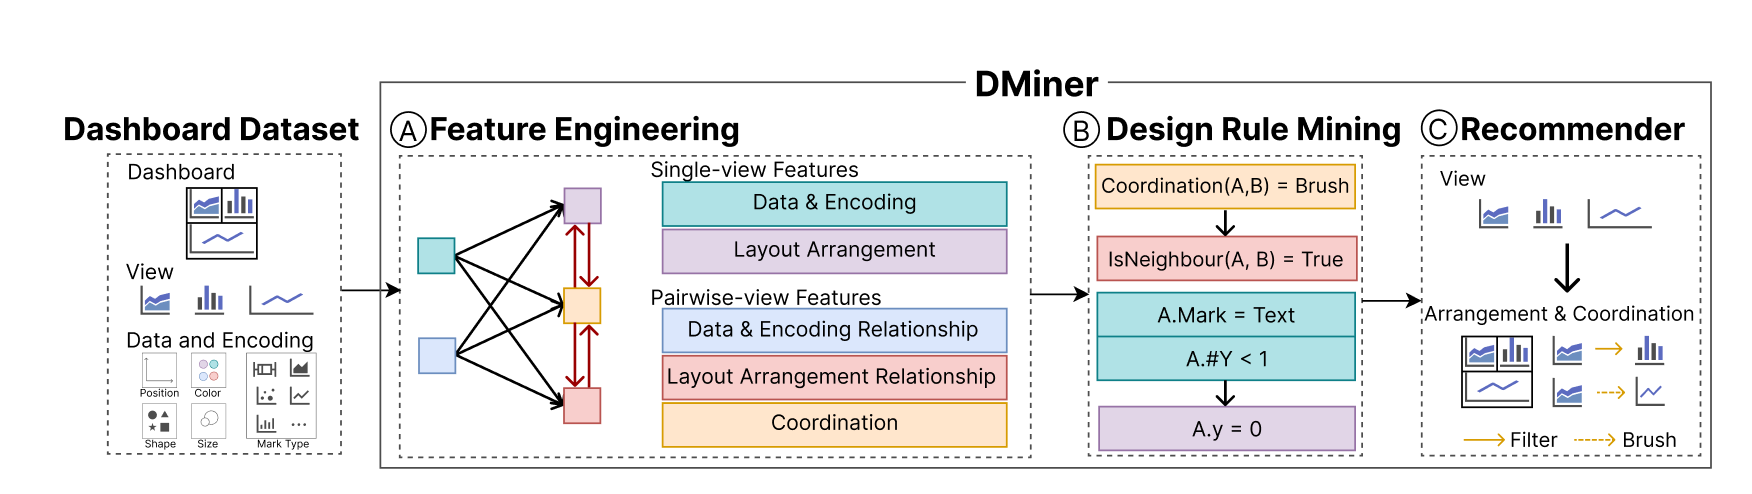 DMiner
Dashboard Dataset
Dashboard
View
Data and Encoding
Position
Color
Shape
Size
Mark Type
A Feature Engineering
Single-view Features
Data & Encoding
Layout Arrangement
Pairwise-view Features
Data & Encoding Relationship
Layout Arrangement Relationship
Coordination
B Design Rule Mining
Coordination(A,B) = Brush
IsNeighbour(A, B) = True
A.Mark = Text
A.#Y < 1
A.y = 0
C Recommender
View
Arrangement & Coordination
Filter
Brush